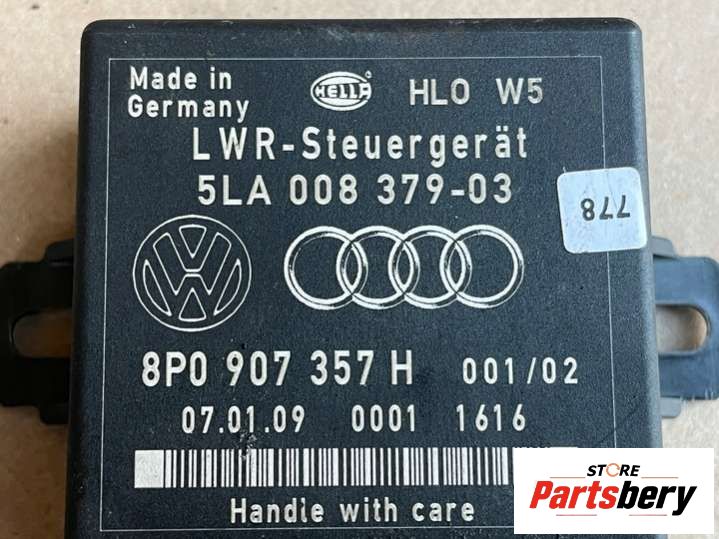 Made in
Germany
HELLA
HLO W5
LWR-Steuergerät
5LA 008 379-03
778
8P0 907 357 H 001/02
07.01.09 0001 1616
Handle with care
STORE
Partsbery